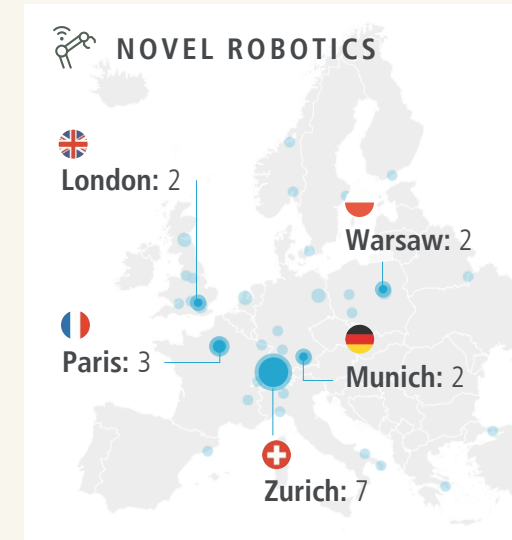 NOVEL ROBOTICS
London: 2
Warsaw: 2
Paris: 3
Munich: 2
Zurich: 7